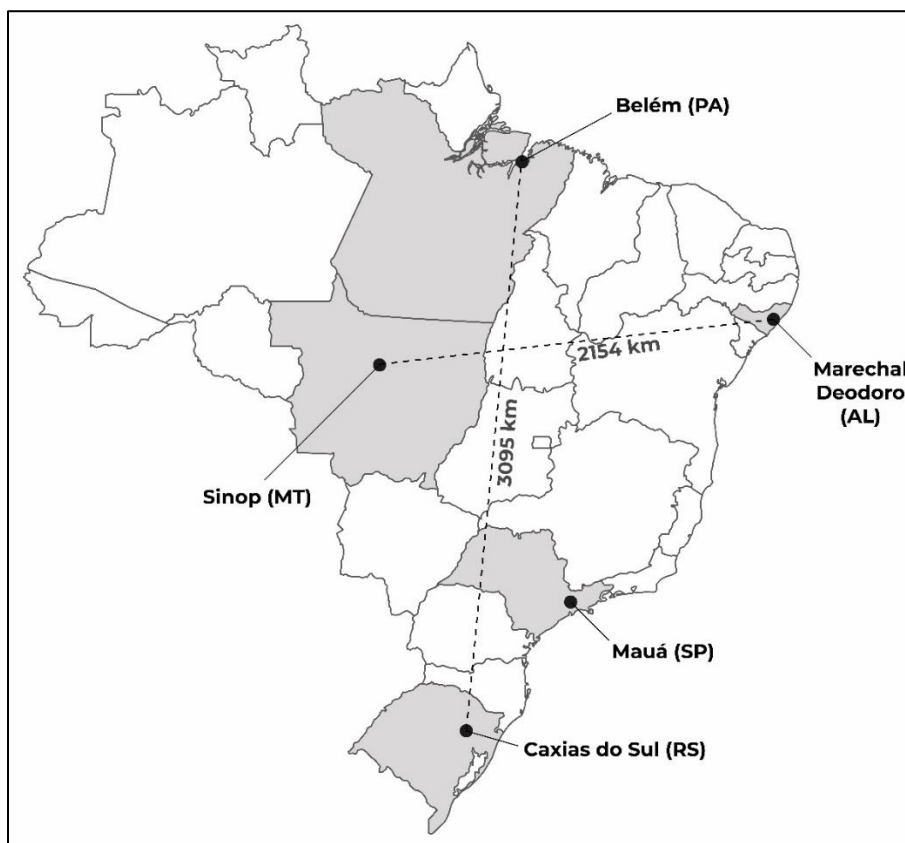 Belém (PA)
2154 km
Marechal
Deodoro
(AL)
3095 km
Sinop (MT)
Mauá (SP)
Caxias do Sul (RS)